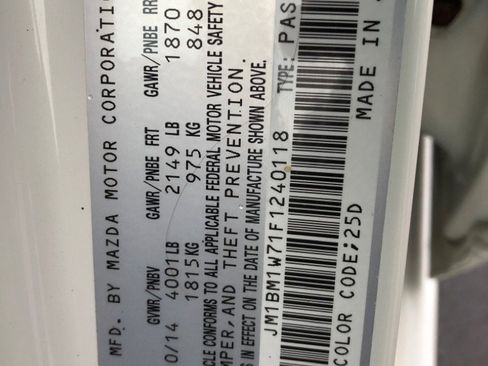 MFD. BY MAZDA MOTOR CORPORATIO
GVWR/PNBV GAWR/PNBE FRT GAWR/PNBE RR
0/14 4001LB 2149 LB 1870
1815KG 975 KG 848
CLE CONFORMS TO ALL APPLICABLE FEDERAL MOTOR VEHICLE SAFETY
MPER, AND THEFT PREVENTION
S IN EFFECT ON THE DATE OF MANUFACTURE SHOWN ABOVE.
JM1BM1W71F1240118 TYPE: PAS
COLOR CODE;25D MADE IN